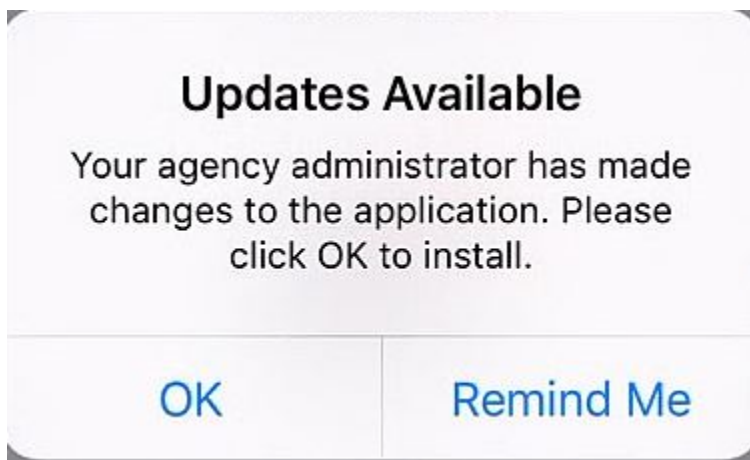 Updates Available
Your agency administrator has made
changes to the application. Please
click OK to install.
OK
Remind Me